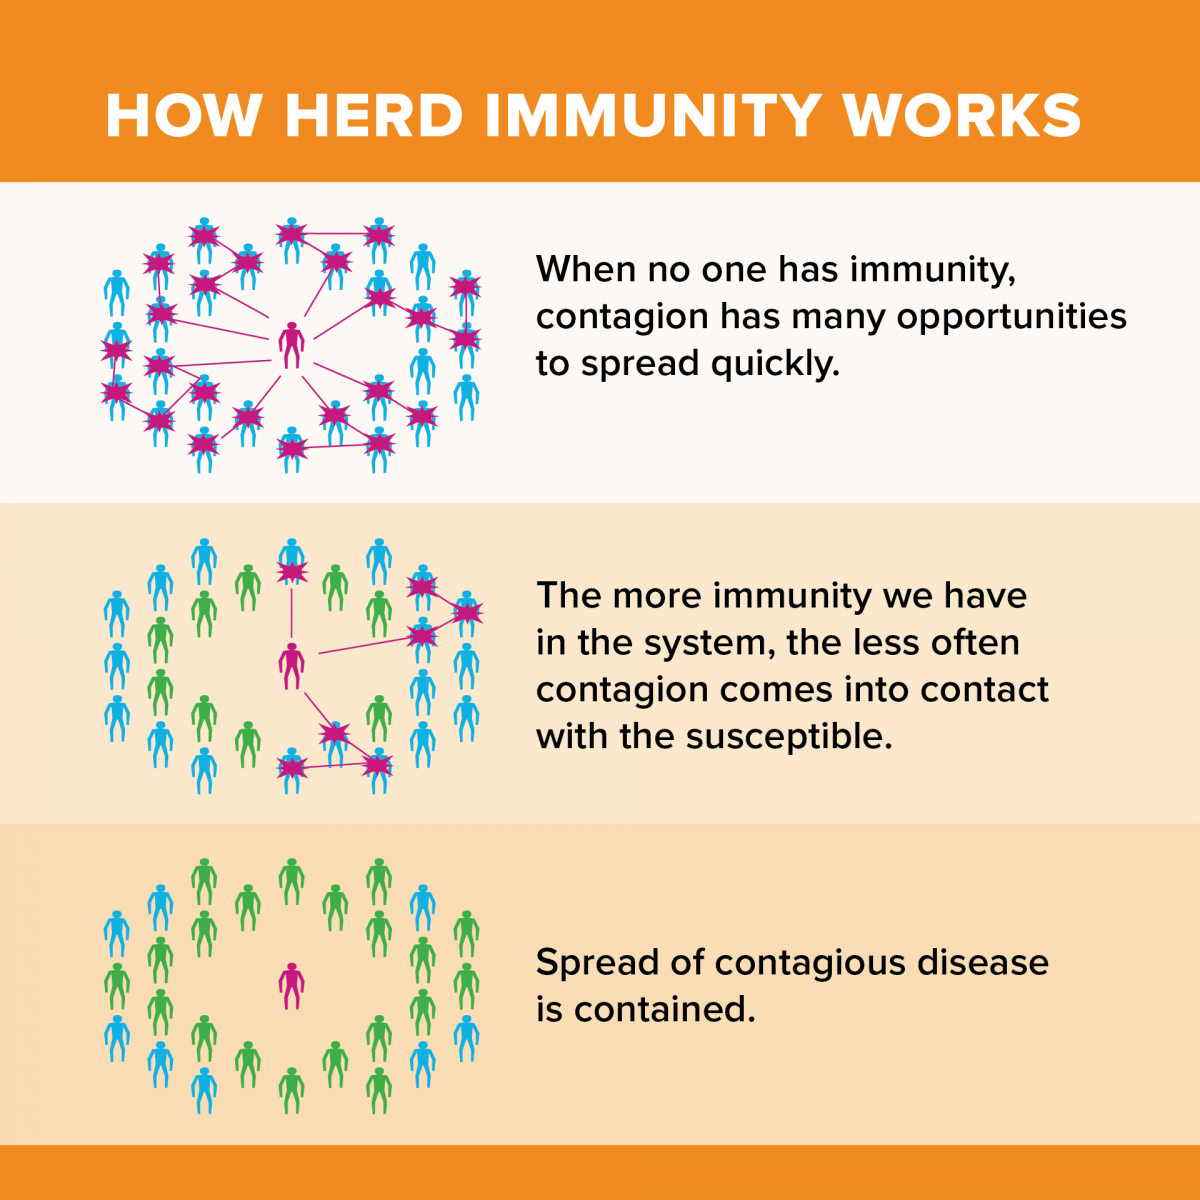 HOW HERD IMMUNITY WORKS
When no one has immunity,
contagion has many opportunities
to spread quickly.
The more immunity we have
in the system, the less often
contagion comes into contact
with the susceptible.
Spread of contagious disease
is contained.